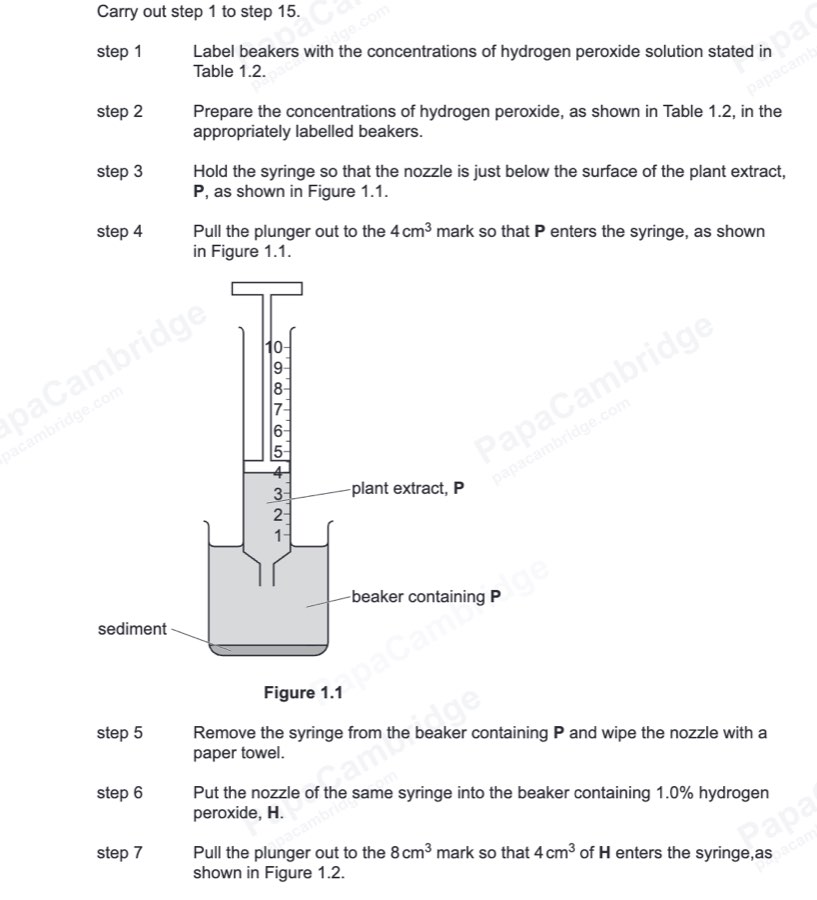 Carry out step 1 to step 15.
step 1 Label beakers with the concentrations of hydrogen peroxide solution stated in
Table 1.2.
step 2 Prepare the concentrations of hydrogen peroxide, as shown in Table 1.2, in the
appropriately labelled beakers.
step 3 Hold the syringe so that the nozzle is just below the surface of the plant extract,
P, as shown in Figure 1.1.
step 4 Pull the plunger out to the 4 cm³ mark so that P enters the syringe, as shown
in Figure 1.1.
10
9
8
7
6
5
4
3
2
1
plant extract, P
beaker containing P
sediment
Figure 1.1
step 5 Remove the syringe from the beaker containing P and wipe the nozzle with a
paper towel.
step 6 Put the nozzle of the same syringe into the beaker containing 1.0% hydrogen
peroxide, H.
step 7 Pull the plunger out to the 8 cm³ mark so that 4 cm³ of H enters the syringe,as
shown in Figure 1.2.
PapaCambridge
papacambridge.com